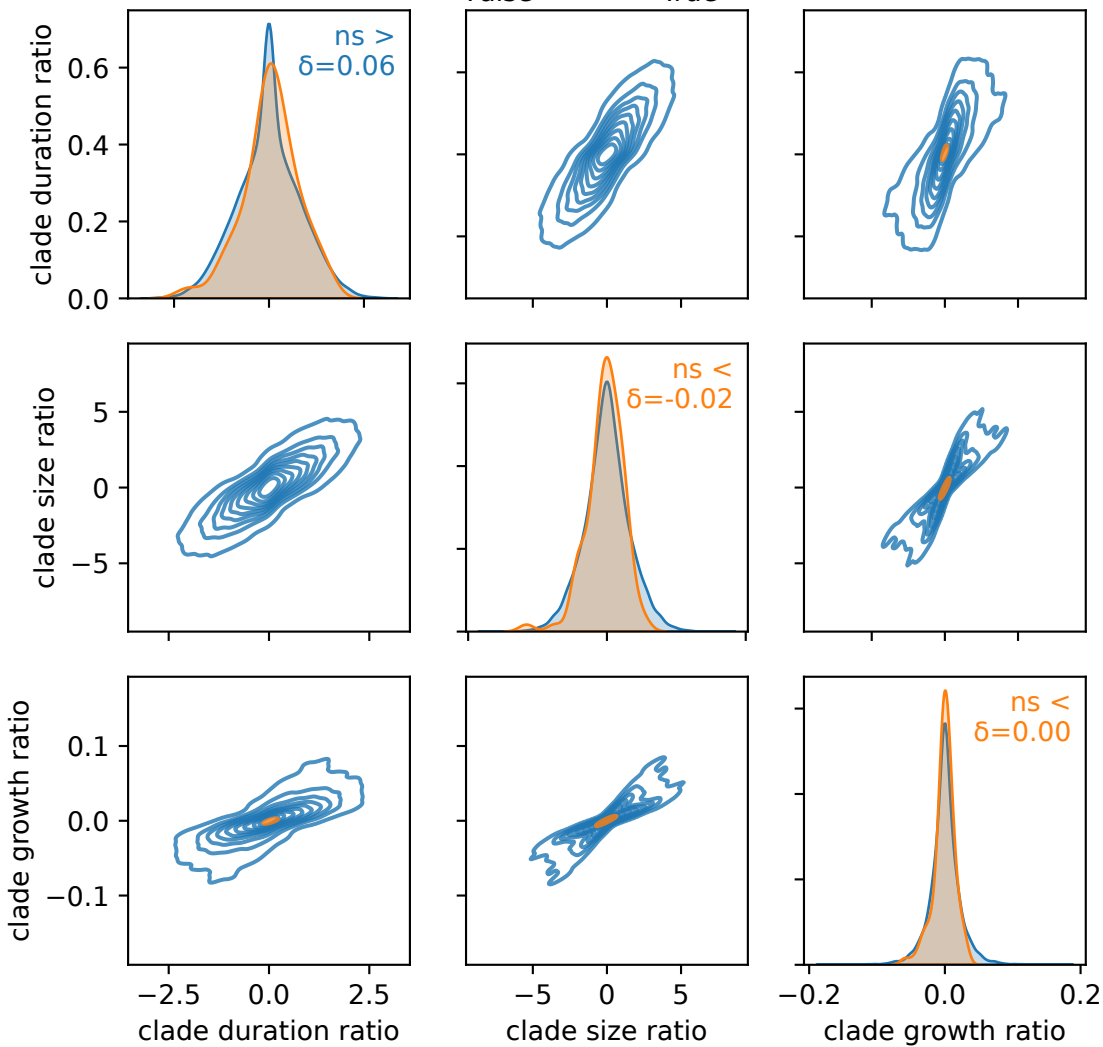 ns >
δ=0.06
clade duration ratio
0.6
0.4
0.2
0.0
ns <
δ=-0.02
clade size ratio
5
0
−5
ns <
δ=0.00
clade growth ratio
0.1
0.0
−0.1
−2.5 0.0 2.5
−5 0 5
−0.2 0.0 0.2
clade duration ratio
clade size ratio
clade growth ratio